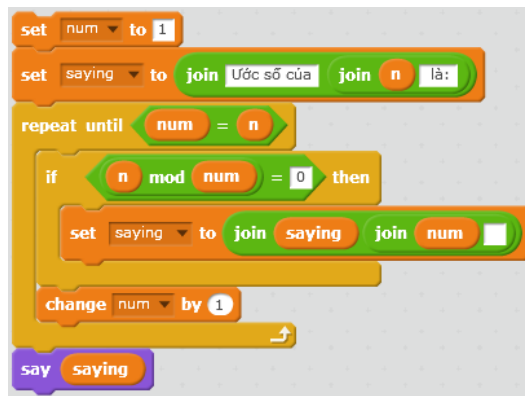 set num to 1
set saying to join Ước số của join n là:
repeat until num = n
if n mod num = 0 then
set saying to join saying join num
change num by 1
say saying